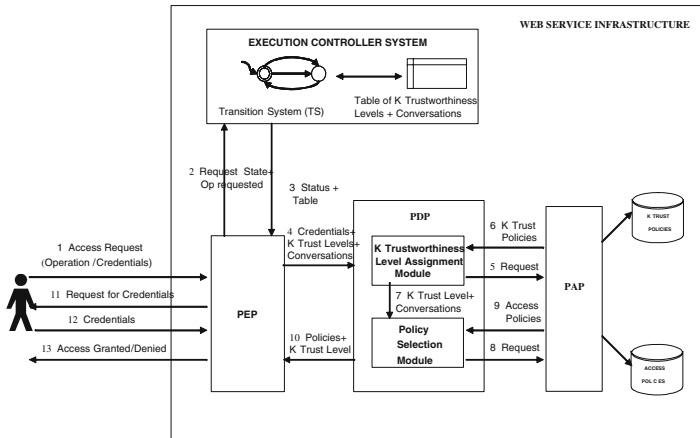 WEB SERVICE INFRASTRUCTURE
EXECUTION CONTROLLER SYSTEM
Transition System (TS)
Table of K Trustworthiness
Levels + Conversations
2 Request State+
Op requested
3 Status +
Table
1 Access Request
(Operation /Credentials)
11 Request for Credentials
12 Credentials
13 Access Granted/Denied
PEP
4 Credentials+
K Trust Levels+
Conversations
10 Policies+
K Trust Level
PDP
K Trustworthiness
Level Assignment
Module
7 K Trust Level+
Conversations
Policy
Selection
Module
6 K Trust
Policies
5 Request
9 Access
Policies
8 Request
PAP
K TRUST
POLICIES
ACCESS
POL C ES